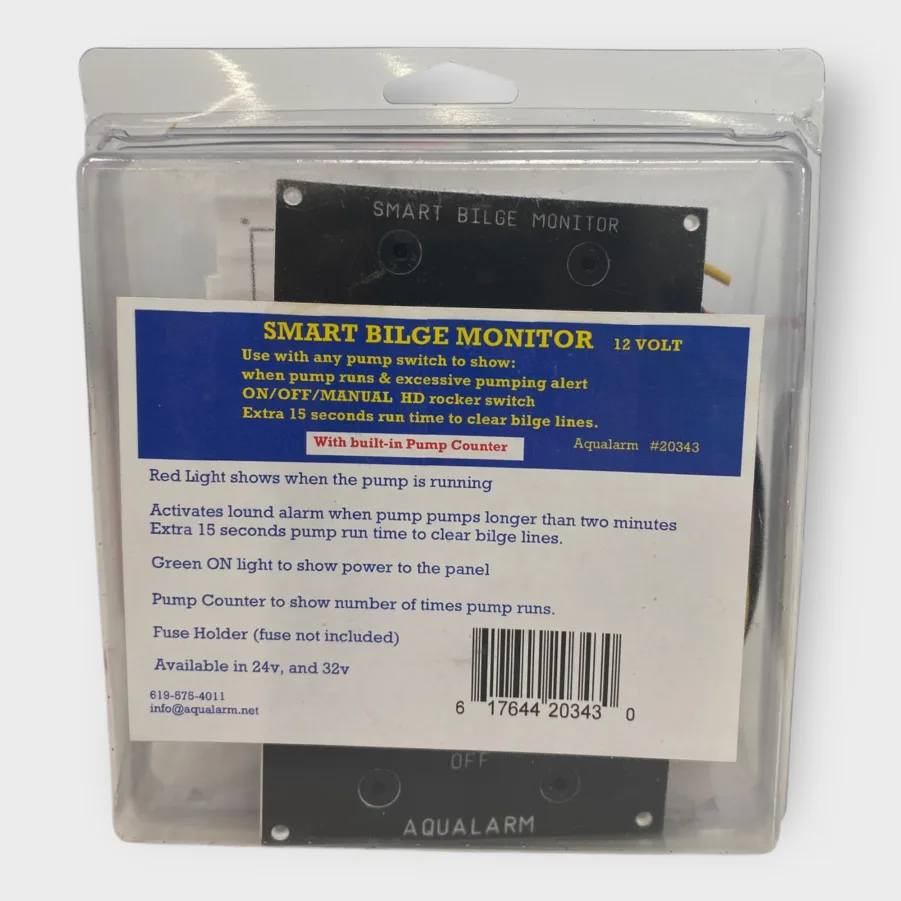 SMART BILGE MONITOR
SMART BILGE MONITOR 12 VOLT
Use with any pump switch to show:
when pump runs & excessive pumping alert
ON/OFF/MANUAL HD rocker switch
Extra 15 seconds run time to clear bilge lines.
With built-in Pump Counter
Aqualarm #20343
Red Light shows when the pump is running
Activates lound alarm when pump pumps longer than two minutes
Extra 15 seconds pump run time to clear bilge lines.
Green ON light to show power to the panel
Pump Counter to show number of times pump runs.
Fuse Holder (fuse not included)
Available in 24v, and 32v
619-575-4011
info@aqualarm.net
6 17644 20343 0
OFF
AQUALARM